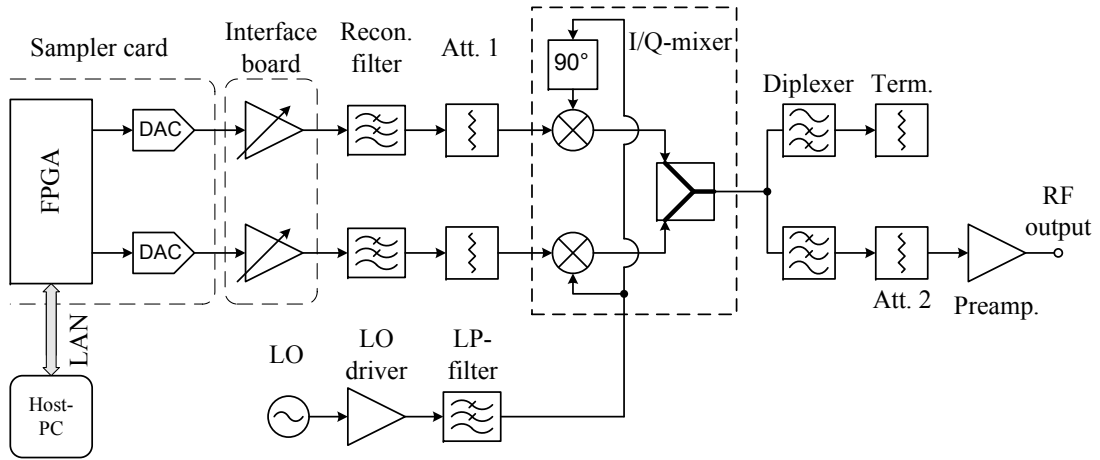 Sampler card
Interface
board
Recon.
filter
Att. 1
I/Q-mixer
90°
Diplexer
Term.
FPGA
DAC
DAC
RF
output
Att. 2
Preamp.
LAN
LO
LO
driver
LP-
filter
Host-
PC